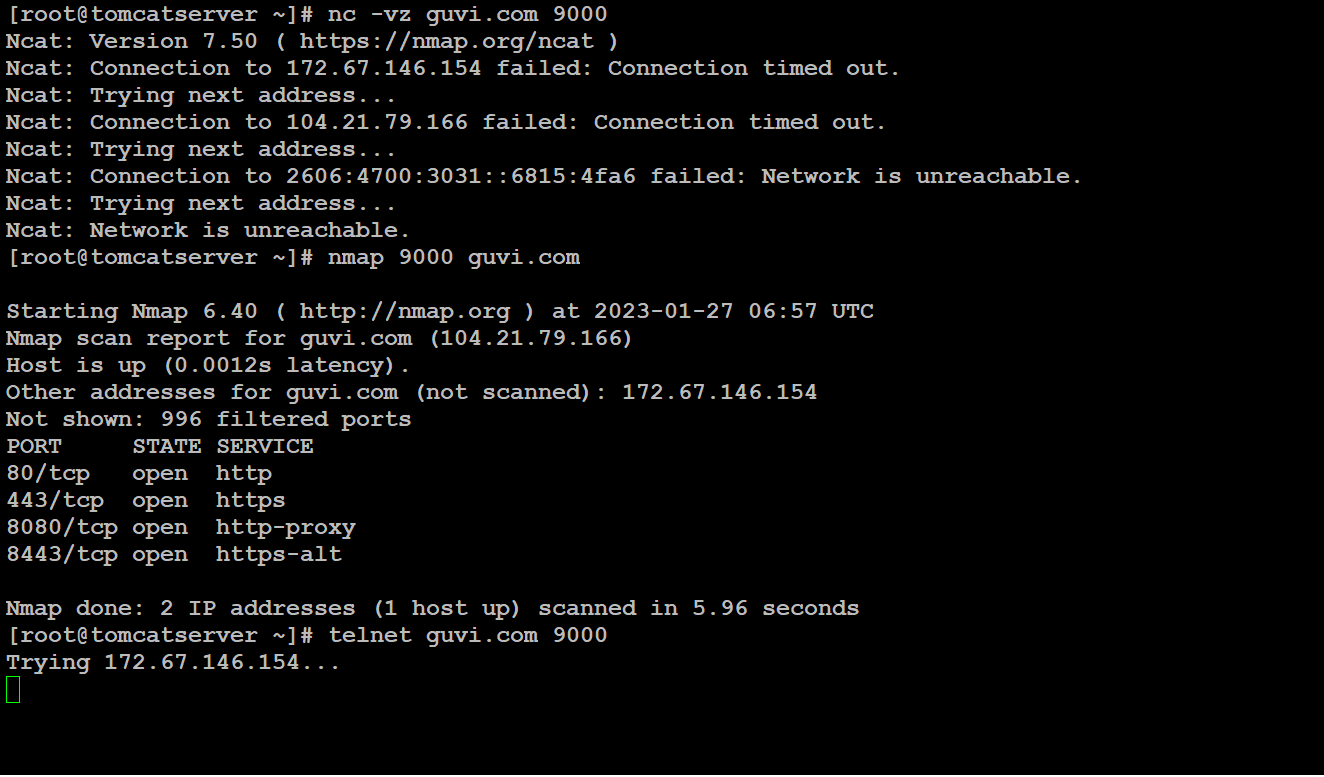 [root@tomcatserver ~]# nc -vz guvi.com 9000
Ncat: Version 7.50 ( https://nmap.org/ncat )
Ncat: Connection to 172.67.146.154 failed: Connection timed out.
Ncat: Trying next address...
Ncat: Connection to 104.21.79.166 failed: Connection timed out.
Ncat: Trying next address...
Ncat: Connection to 2606:4700:3031::6815:4fa6 failed: Network is unreachable.
Ncat: Trying next address...
Ncat: Network is unreachable.
[root@tomcatserver ~]# nmap 9000 guvi.com

Starting Nmap 6.40 ( http://nmap.org ) at 2023-01-27 06:57 UTC
Nmap scan report for guvi.com (104.21.79.166)
Host is up (0.0012s latency).
Other addresses for guvi.com (not scanned): 172.67.146.154
Not shown: 996 filtered ports
PORT     STATE SERVICE
80/tcp   open  http
443/tcp  open  https
8080/tcp open  http-proxy
8443/tcp open  https-alt

Nmap done: 2 IP addresses (1 host up) scanned in 5.96 seconds
[root@tomcatserver ~]# telnet guvi.com 9000
Trying 172.67.146.154...